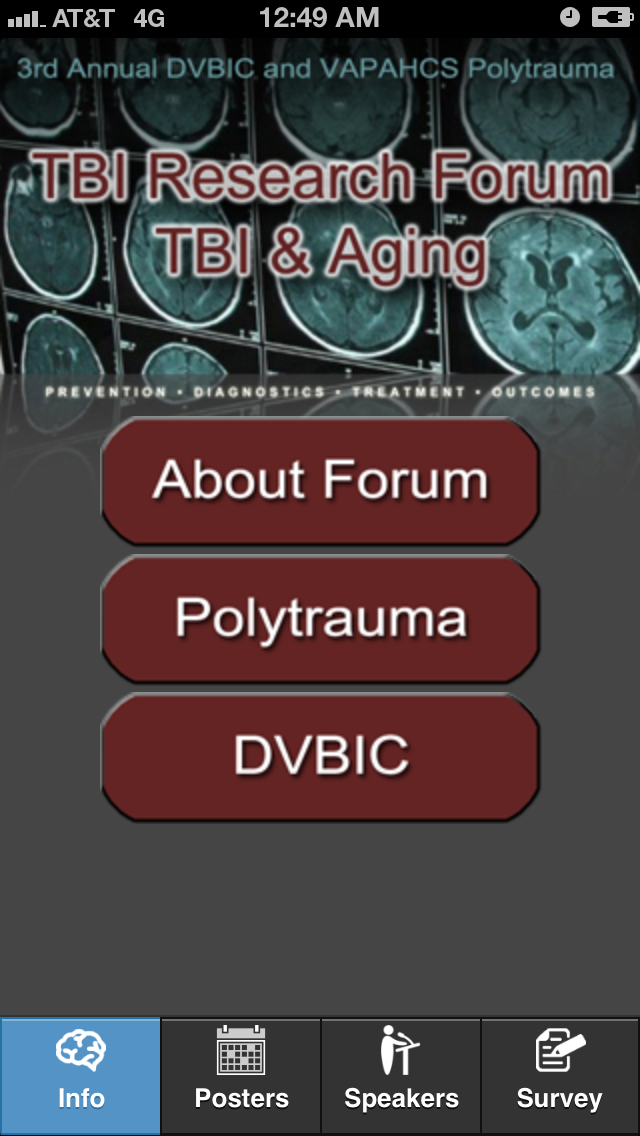 AT&T 4G 12:49 AM
3rd Annual DVBIC and VAPAHCS Polytrauma
TBI Research Forum
TBI & Aging
PREVENTION • DIAGNOSTICS • TREATMENT • OUTCOMES
About Forum
Polytrauma
DVBIC
Info Posters Speakers Survey